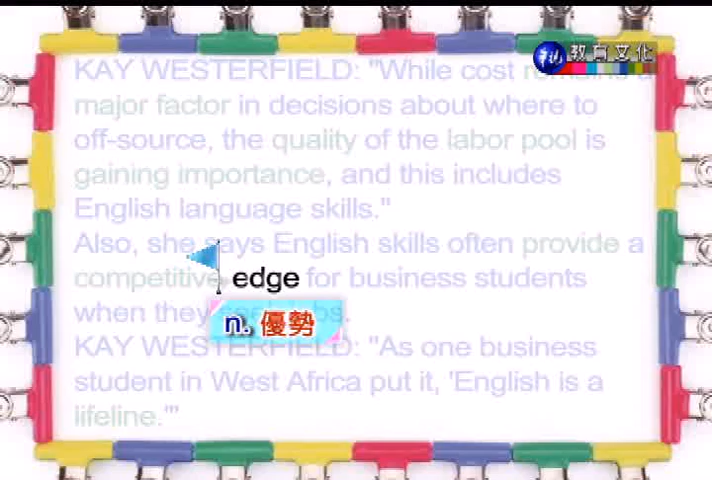 華視 教育文化
KAY WESTERFIELD: "While cost remains a
major factor in decisions about where to
off-source, the quality of the labor pool is
gaining importance, and this includes
English language skills."
Also, she says English skills often provide a
competitive edge for business students
when they
n. 優勢
KAY WESTERFIELD: "As one business
student in West Africa put it, 'English is a
lifeline.'"